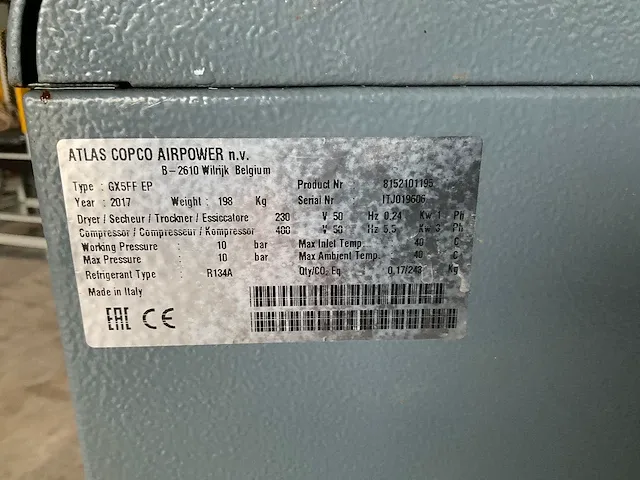 ATLAS COPCO AIRPOWER n.v.
B-2610 Wilrijk Belgium
Type : GX5FF EP Product Nr : 8152101195
Year : 2017 Weight : 198 Kg Serial Nr : ITJ019606
Dryer / Secheur / Trockner / Essiccatore 230 V 50 Hz 0,24 Kw 1 Ph
Compressor / Compresseur / Kompressor 400 V 50 Hz 5,5 Kw 3 Ph
Working Pressure : 10 bar Max Inlet Temp. 40 C
Max Pressure : 10 bar Max Ambient Temp. 40 C
Refrigerant Type : R134A Qty/CO₂ Eq 0,17/243 Kg
Made in Italy
EAC CE